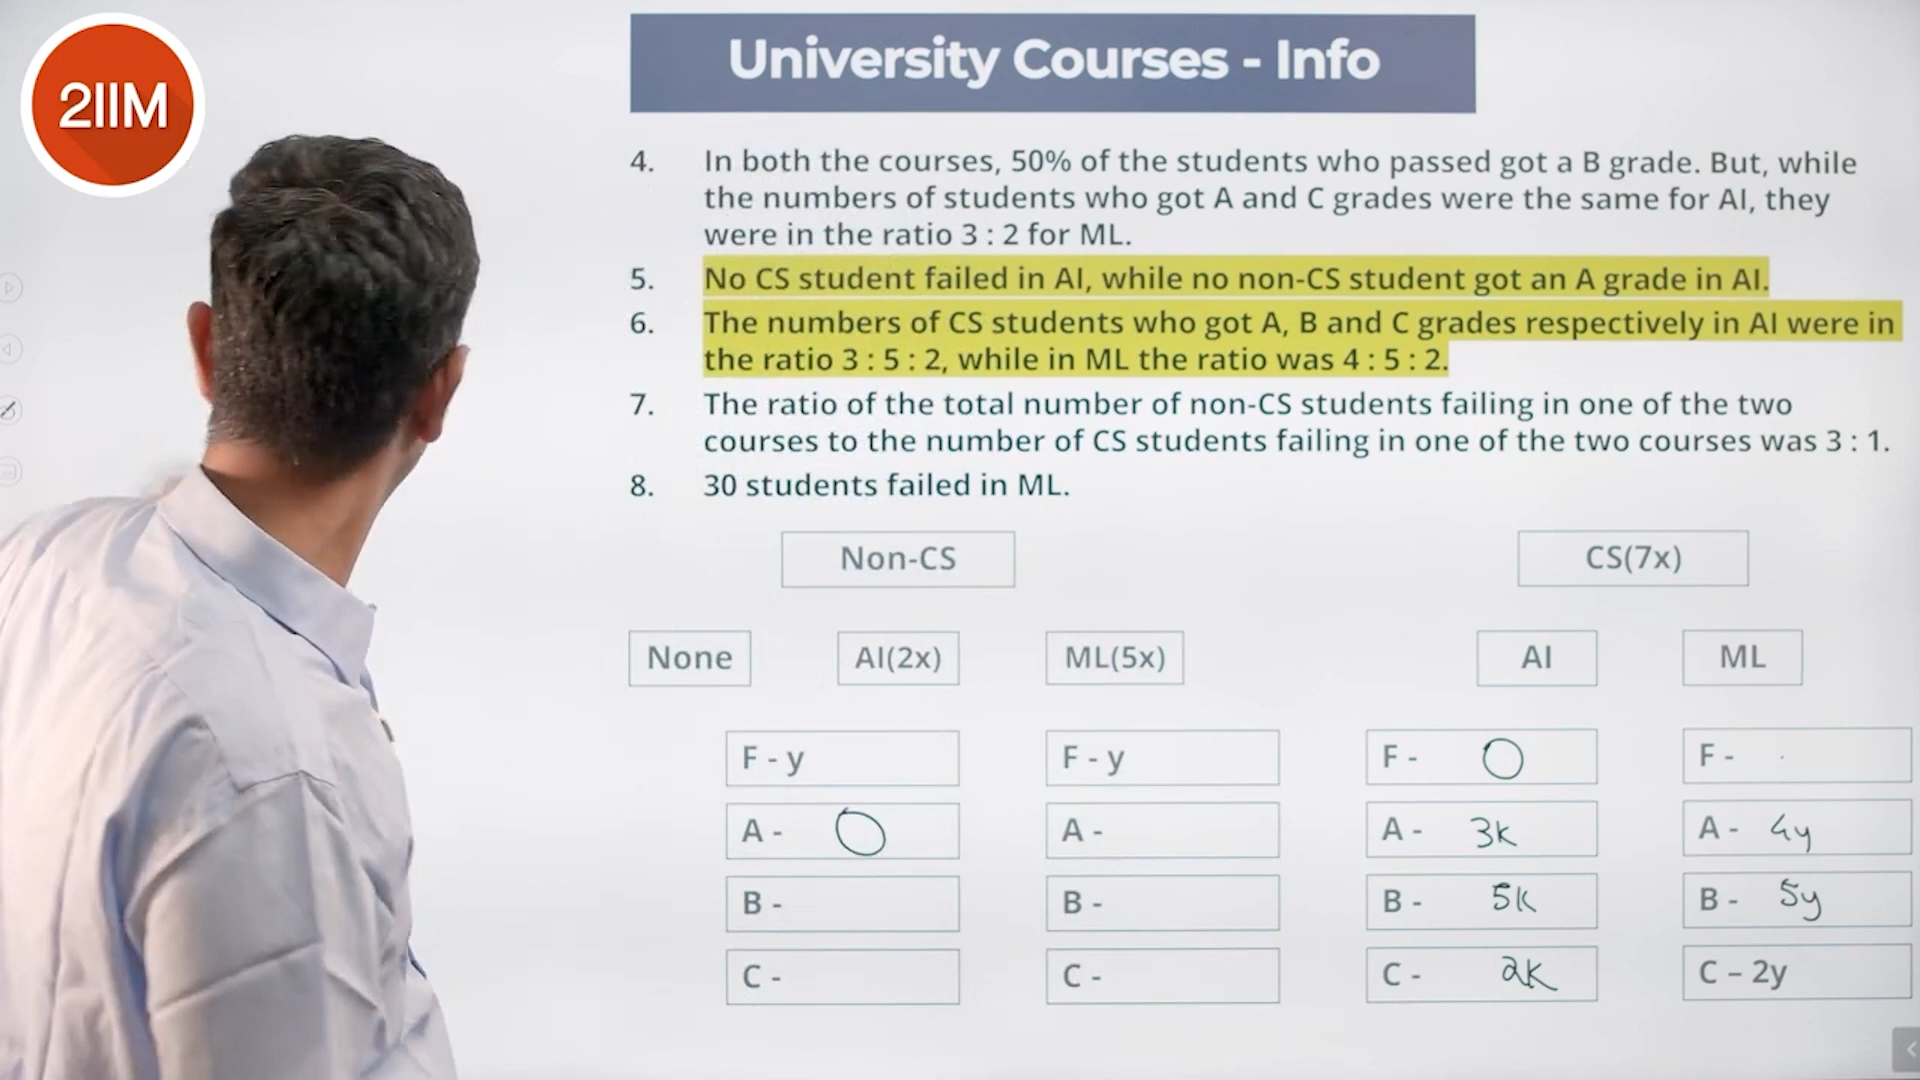 2IIM
University Courses - Info
4. In both the courses, 50% of the students who passed got a B grade. But, while
the numbers of students who got A and C grades were the same for AI, they
were in the ratio 3 : 2 for ML.
5. No CS student failed in AI, while no non-CS student got an A grade in AI.
6. The numbers of CS students who got A, B and C grades respectively in AI were in
the ratio 3 : 5 : 2, while in ML the ratio was 4 : 5 : 2.
7. The ratio of the total number of non-CS students failing in one of the two
courses to the number of CS students failing in one of the two courses was 3 : 1.
8. 30 students failed in ML.
Non-CS CS(7x)
None AI(2x) ML(5x) AI ML
F - y F - y F - 0 F -
A - 0 A - A - 3k A - 4y
B - B - B - 5k B - 5y
C - C - C - 2k C – 2y